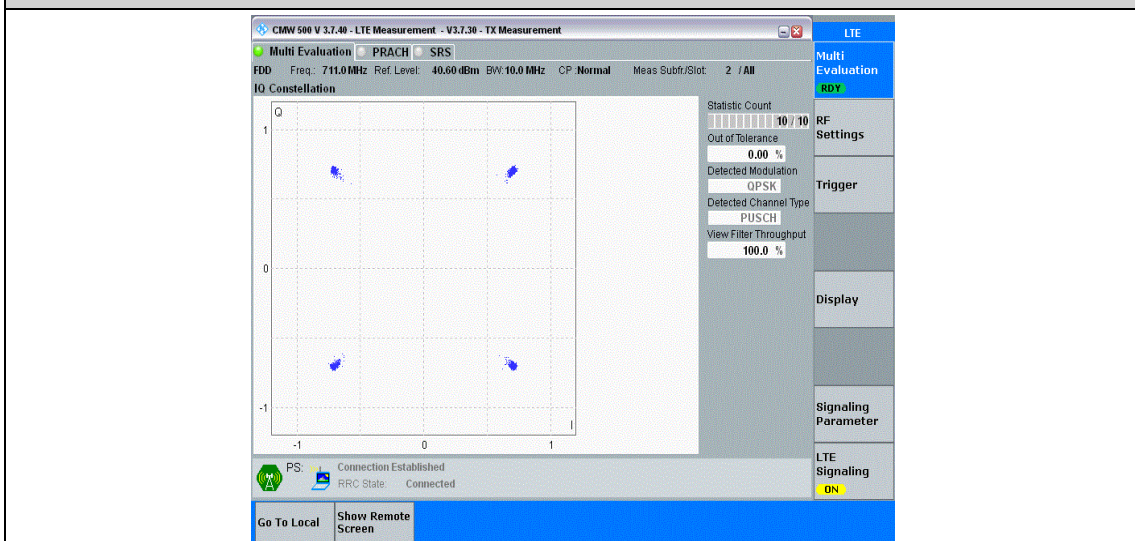 CMW 500 V 3.7.40 - LTE Measurement - V3.7.30 - TX Measurement
LTE
Multi Evaluation PRACH SRS
FDD Freq.: 711.0 MHz Ref. Level: 40.60 dBm BW: 10.0 MHz CP : Normal Meas Subfr./Slot: 2 / All
IQ Constellation
Q
1
0
-1
-1 0 1
I
Statistic Count
10 / 10
Out of Tolerance
0.00 %
Detected Modulation
QPSK
Detected Channel Type
PUSCH
View Filter Throughput
100.0 %
Multi
Evaluation
RDY
RF
Settings
Trigger
Display
Signaling
Parameter
LTE
Signaling
ON
PS:
Connection Established
RRC State: Connected
Go To Local
Show Remote
Screen